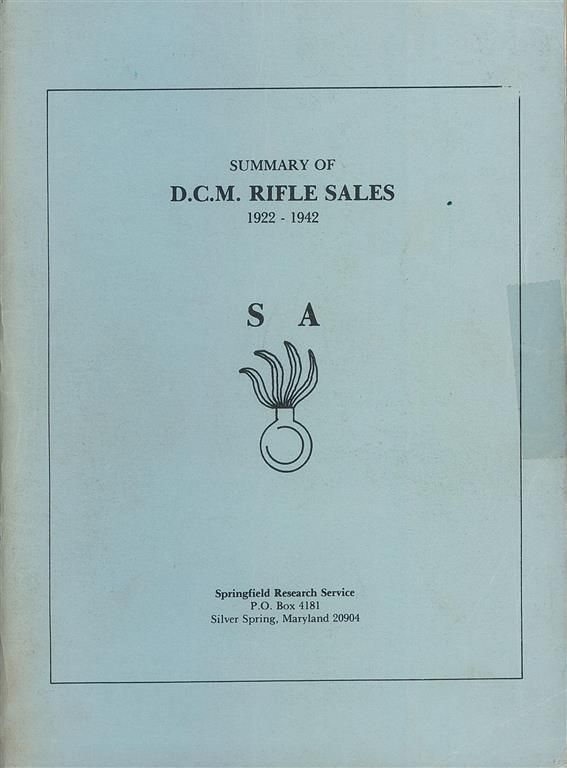 SUMMARY OF
D.C.M. RIFLE SALES
1922 - 1942
S A
Springfield Research Service
P.O. Box 4181
Silver Spring, Maryland 20904